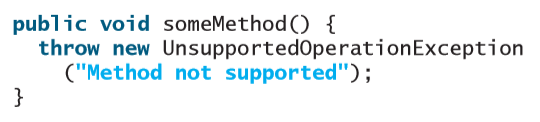 public void someMethod() {
  throw new UnsupportedOperationException
    ("Method not supported");
}